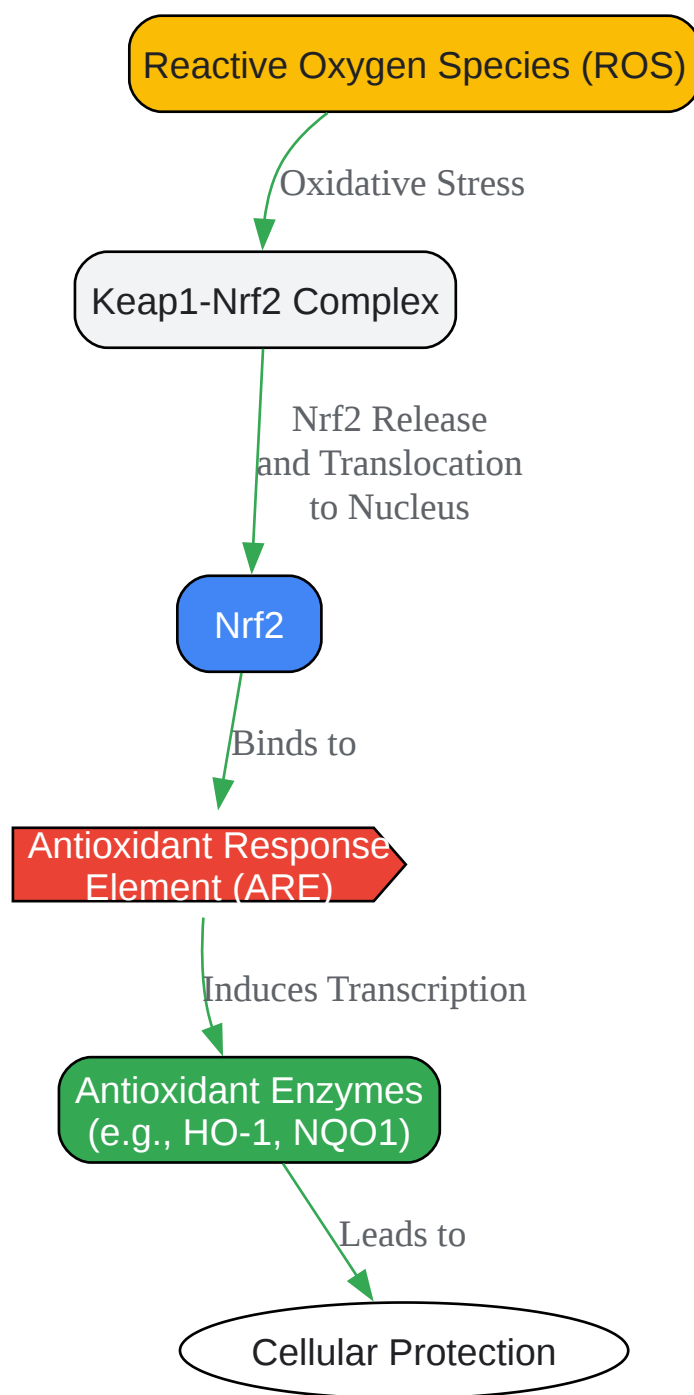 Reactive Oxygen Species (ROS)
Oxidative Stress
Keap1-Nrf2 Complex
Nrf2 Release
and Translocation
to Nucleus
Nrf2
Binds to
Antioxidant Response
Element (ARE)
Induces Transcription
Antioxidant Enzymes
(e.g., HO-1, NQO1)
Leads to
Cellular Protection